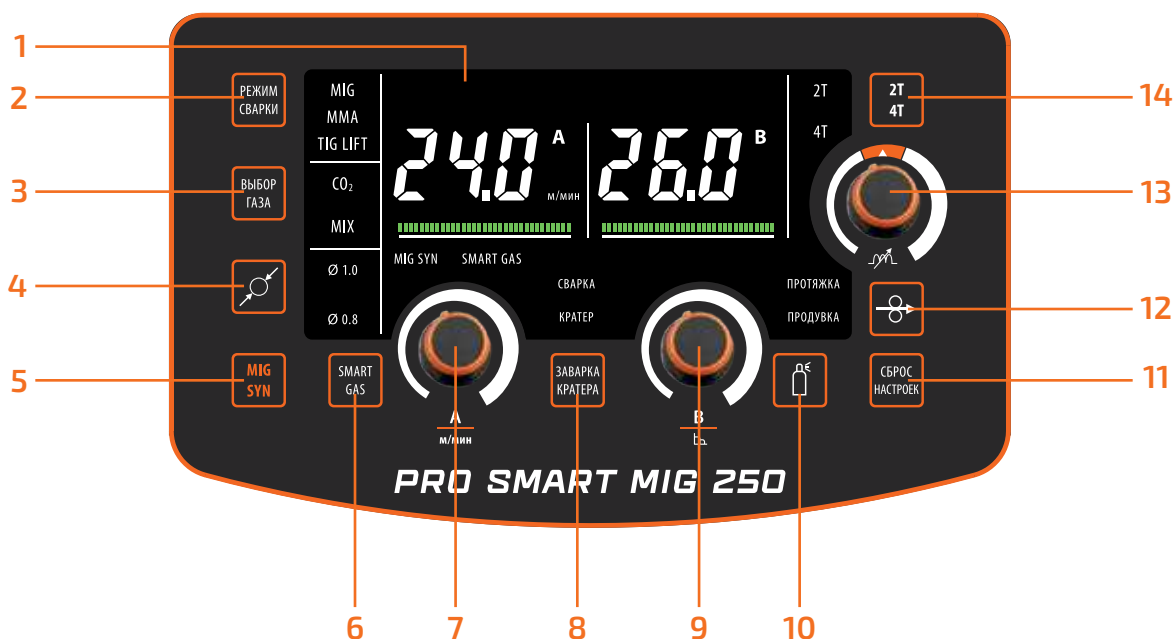 1
2
3
4
5
РЕЖИМ
СВАРКИ
ВЫБОР
ГАЗА
MIG
SYN
MIG
MMA
TIG LIFT
CO₂
MIX
Ø 1.0
Ø 0.8
24.0 A
м/мин
26.0 B
2T
4T
MIG SYN SMART GAS
СВАРКА
КРАТЕР
ПРОТЯЖКА
ПРОДУВКА
2T
4T
SMART
GAS
A
м/мин
ЗАВАРКА
КРАТЕРА
B
СБРОС
НАСТРОЕК
14
13
12
11
PRO SMART MIG 250
6 7 8 9 10